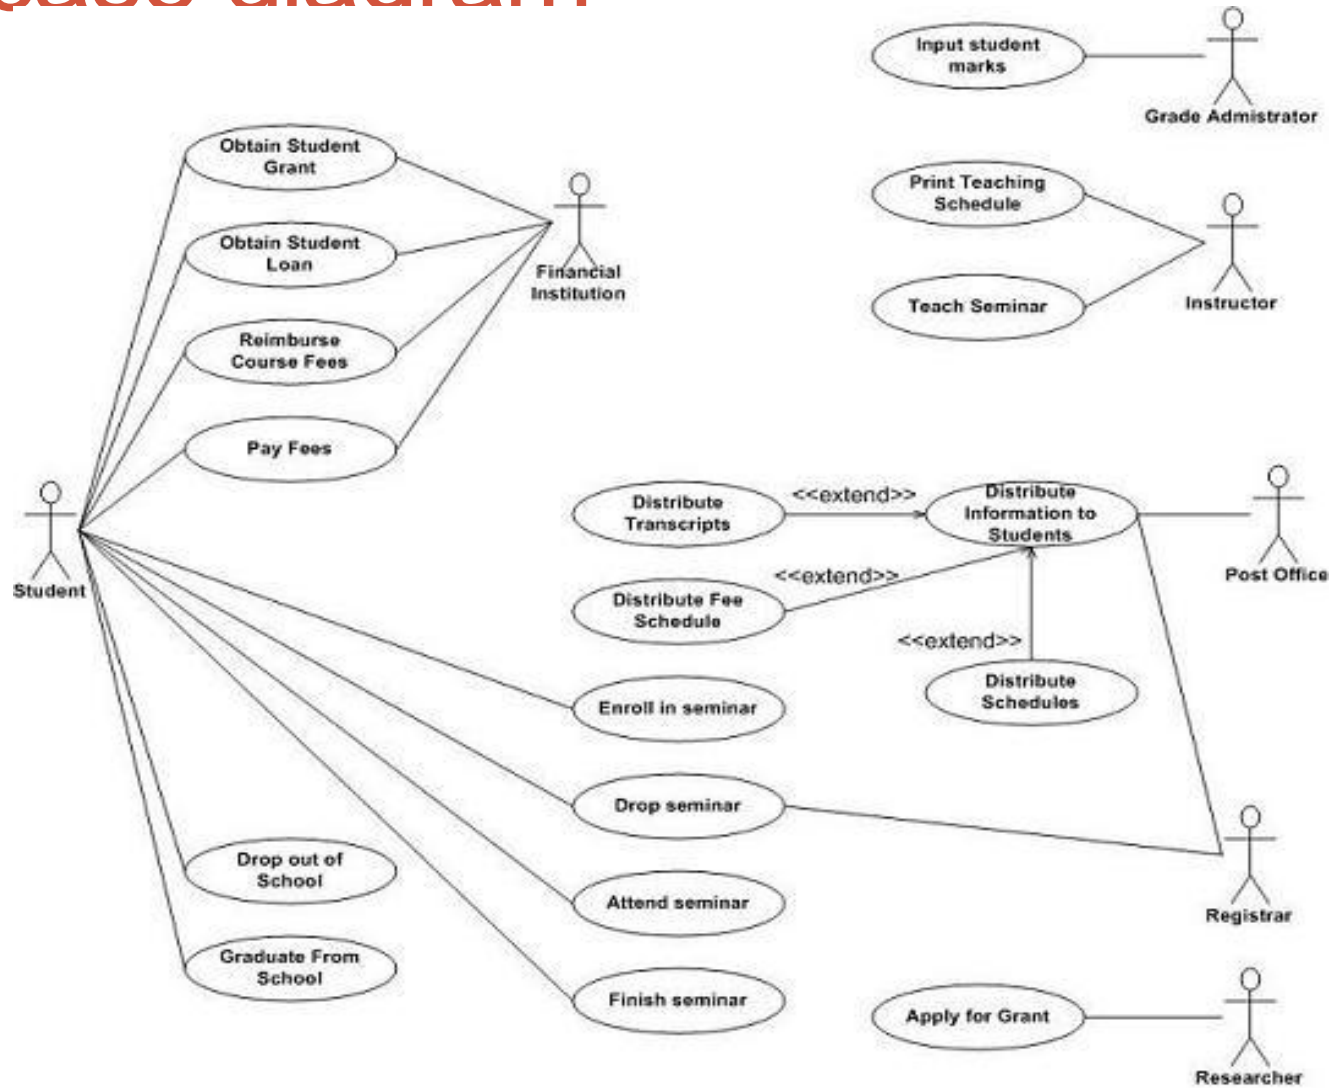 case diagram
Input student
marks
Grade Admistrator
Obtain Student
Grant
Print Teaching
Schedule
Obtain Student
Loan
Financial
Institution
Teach Seminar
Instructor
Reimburse
Course Fees
Pay Fees
Student
Distribute
Transcripts
<<extend>>
Distribute
Information to
Students
Post Office
<<extend>>
Distribute Fee
Schedule
<<extend>>
Distribute
Schedules
Enroll in seminar
Drop seminar
Drop out of
School
Attend seminar
Registrar
Graduate From
School
Finish seminar
Apply for Grant
Researcher